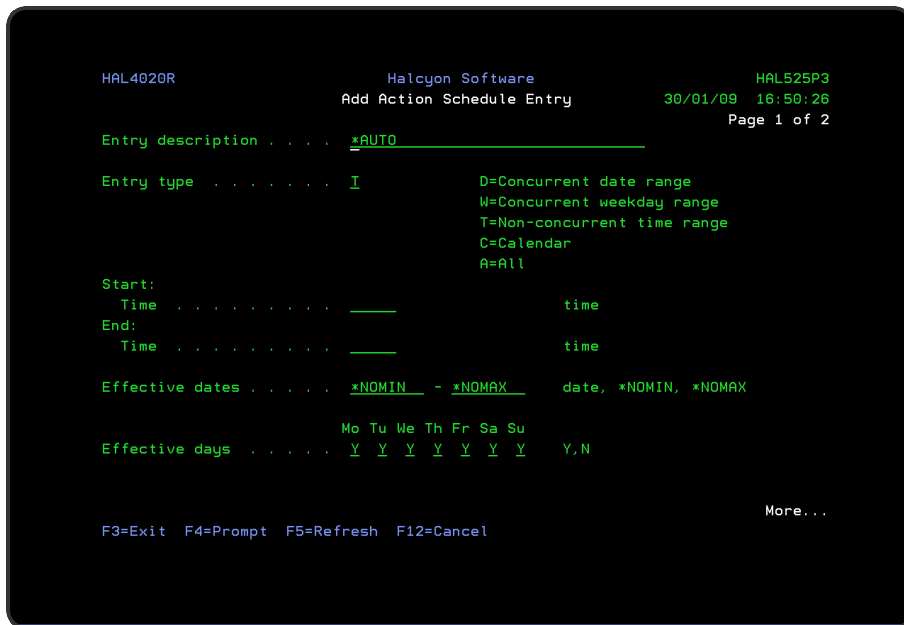 HAL4020R Halcyon Software HAL525P3
Add Action Schedule Entry 30/01/09 16:50:26
Page 1 of 2
Entry description . . . . *AUTO
Entry type . . . . . . . T D=Concurrent date range
W=Concurrent weekday range
T=Non-concurrent time range
C=Calendar
A=All
Start:
Time . . . . . . . . . time
End:
Time . . . . . . . . . time
Effective dates . . . . . *NOMIN - *NOMAX date, *NOMIN, *NOMAX
Mo Tu We Th Fr Sa Su
Effective days . . . . . Y Y Y Y Y Y Y Y,N
More...
F3=Exit F4=Prompt F5=Refresh F12=Cancel